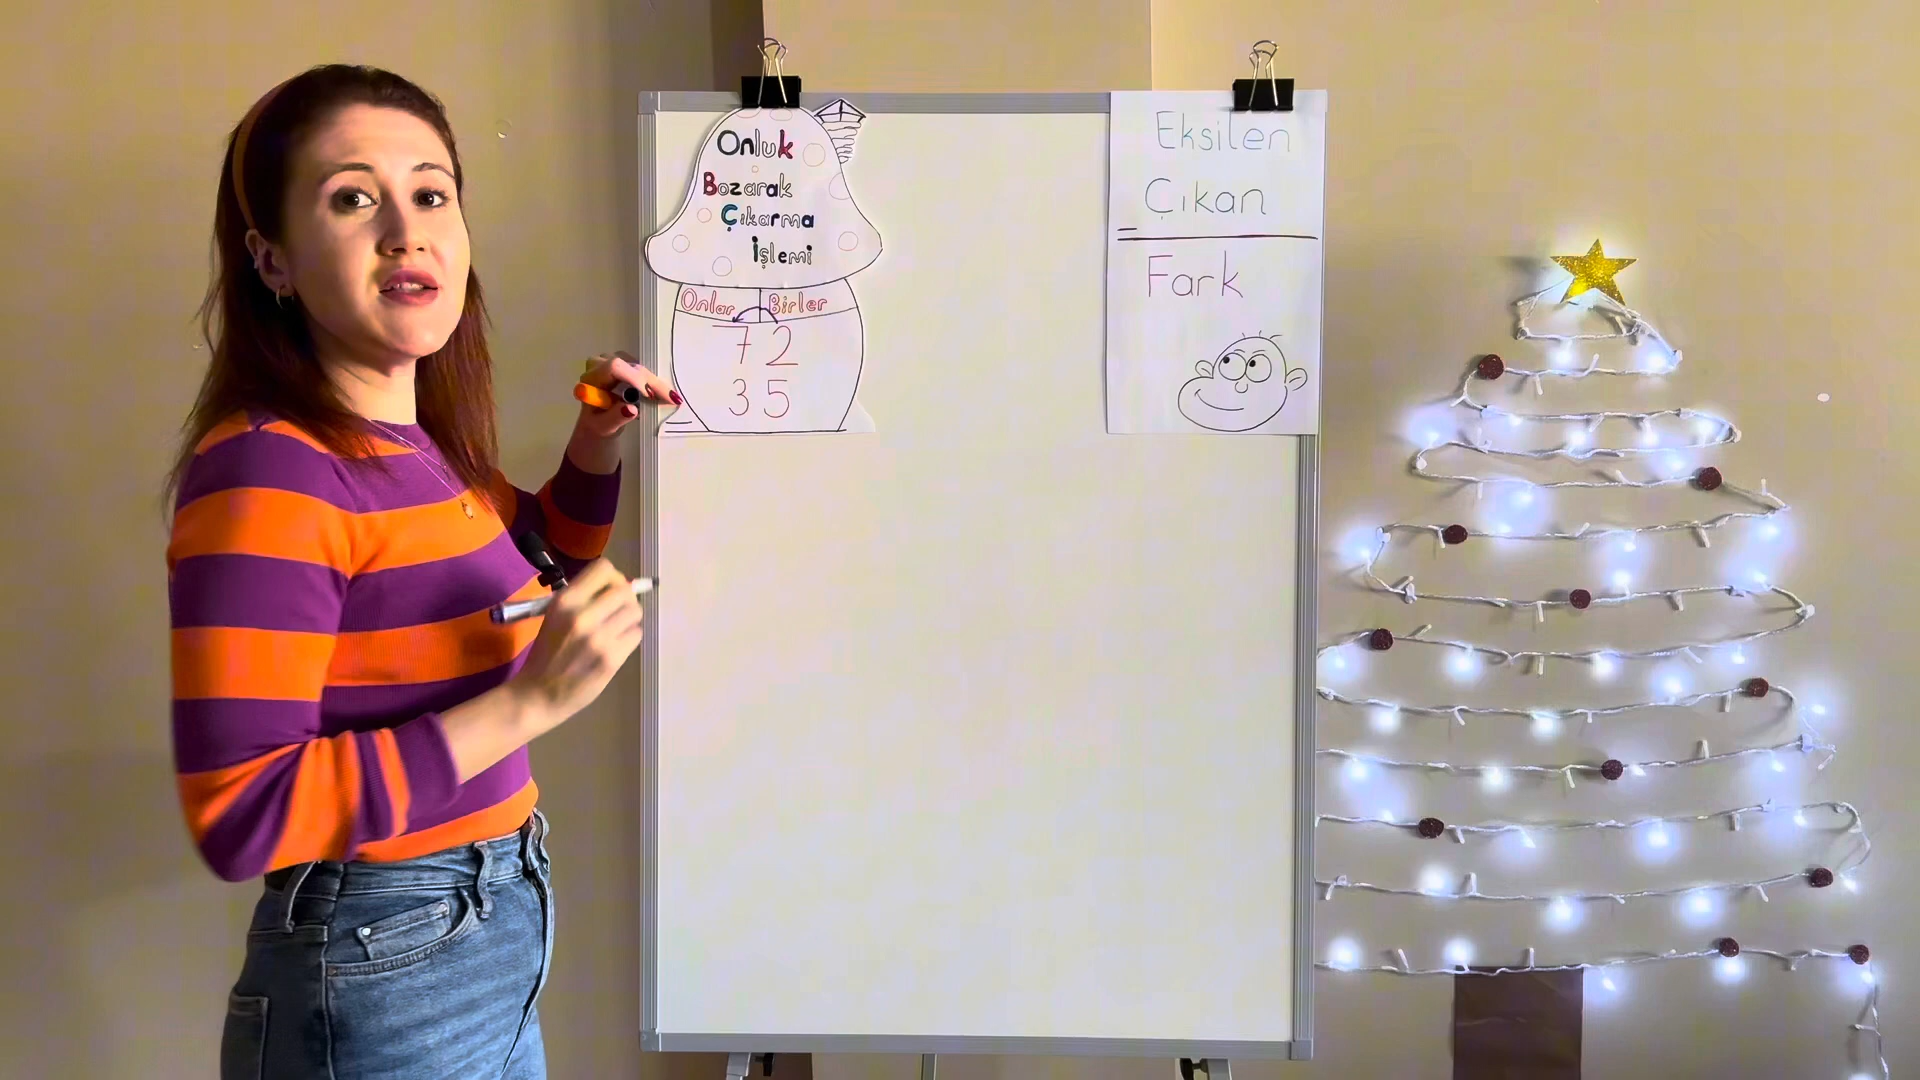 Onluk
Bozarak
Çıkarma
İşlemi
Onlar Birler
72
35
Eksilen
Çıkan
Fark